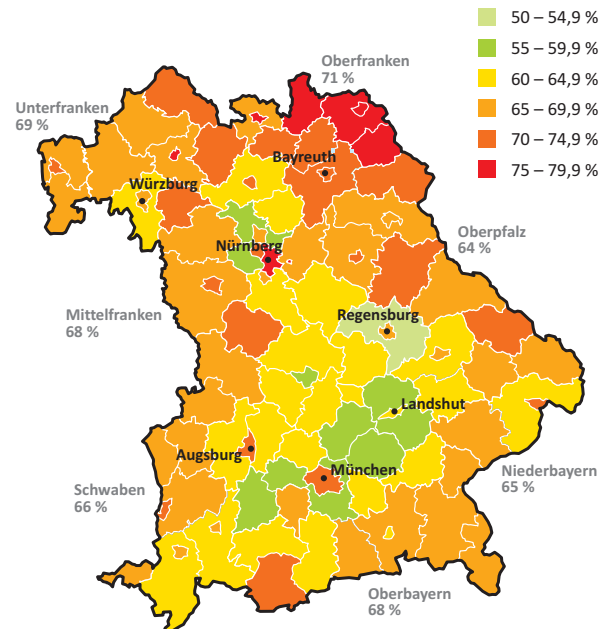 50 – 54,9 %
55 – 59,9 %
60 – 64,9 %
65 – 69,9 %
70 – 74,9 %
75 – 79,9 %
Oberfranken
71 %
Unterfranken
69 %
Bayreuth
Würzburg
Oberpfalz
64 %
Nürnberg
Mittelfranken
68 %
Regensburg
Landshut
Augsburg
München
Niederbayern
65 %
Schwaben
66 %
Oberbayern
68 %